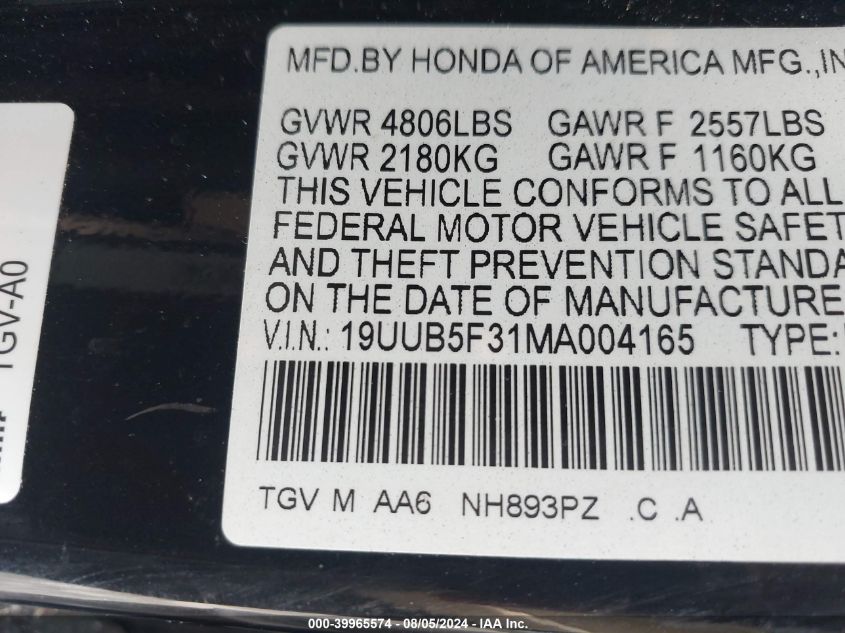 MFD.BY HONDA OF AMERICA MFG.,IN
GVWR 4806LBS GAWR F 2557LBS
GVWR 2180KG GAWR F 1160KG
THIS VEHICLE CONFORMS TO ALL
FEDERAL MOTOR VEHICLE SAFET
AND THEFT PREVENTION STANDA
ON THE DATE OF MANUFACTURE
V.I.N.: 19UUB5F31MA004165 TYPE:
TGV M AA6 NH893PZ .C .A
TGV-A0
000-39965574 - 08/05/2024 - IAAI.COM